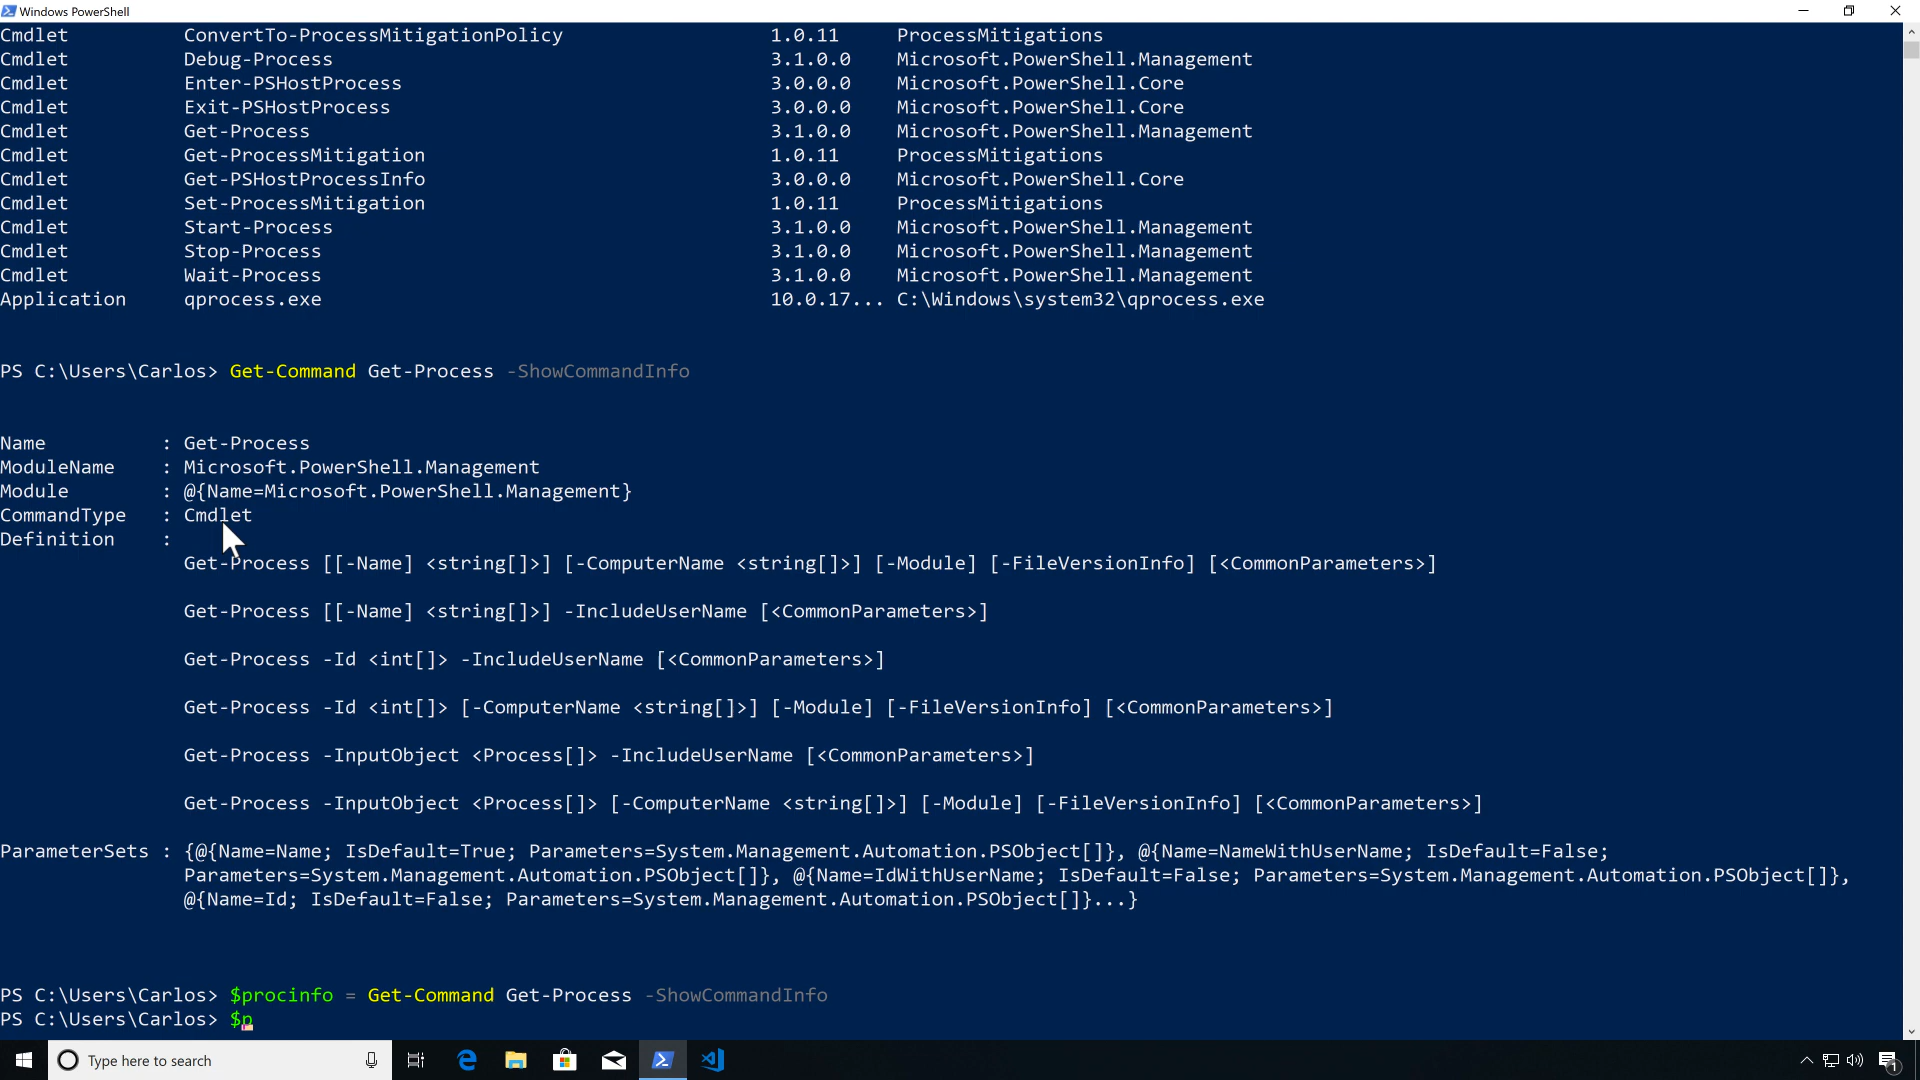 Windows PowerShell
Cmdlet ConvertTo-ProcessMitigationPolicy 1.0.11 ProcessMitigations
Cmdlet Debug-Process 3.1.0.0 Microsoft.PowerShell.Management
Cmdlet Enter-PSHostProcess 3.0.0.0 Microsoft.PowerShell.Core
Cmdlet Exit-PSHostProcess 3.0.0.0 Microsoft.PowerShell.Core
Cmdlet Get-Process 3.1.0.0 Microsoft.PowerShell.Management
Cmdlet Get-ProcessMitigation 1.0.11 ProcessMitigations
Cmdlet Get-PSHostProcessInfo 3.0.0.0 Microsoft.PowerShell.Core
Cmdlet Set-ProcessMitigation 1.0.11 ProcessMitigations
Cmdlet Start-Process 3.1.0.0 Microsoft.PowerShell.Management
Cmdlet Stop-Process 3.1.0.0 Microsoft.PowerShell.Management
Cmdlet Wait-Process 3.1.0.0 Microsoft.PowerShell.Management
Application qprocess.exe 10.0.17... C:\Windows\system32\qprocess.exe
PS C:\Users\Carlos> Get-Command Get-Process -ShowCommandInfo
Name : Get-Process
ModuleName : Microsoft.PowerShell.Management
Module : @{Name=Microsoft.PowerShell.Management}
CommandType : Cmdlet
Definition :
Get-Process [[-Name] <string[]>] [-ComputerName <string[]>] [-Module] [-FileVersionInfo] [<CommonParameters>]
Get-Process [[-Name] <string[]>] -IncludeUserName [<CommonParameters>]
Get-Process -Id <int[]> -IncludeUserName [<CommonParameters>]
Get-Process -Id <int[]> [-ComputerName <string[]>] [-Module] [-FileVersionInfo] [<CommonParameters>]
Get-Process -InputObject <Process[]> -IncludeUserName [<CommonParameters>]
Get-Process -InputObject <Process[]> [-ComputerName <string[]>] [-Module] [-FileVersionInfo] [<CommonParameters>]
ParameterSets : {@{Name=Name; IsDefault=True; Parameters=System.Management.Automation.PSObject[]}, @{Name=NameWithUserName; IsDefault=False;
Parameters=System.Management.Automation.PSObject[]}, @{Name=IdWithUserName; IsDefault=False; Parameters=System.Management.Automation.PSObject[]},
@{Name=Id; IsDefault=False; Parameters=System.Management.Automation.PSObject[]}...}
PS C:\Users\Carlos> $procinfo = Get-Command Get-Process -ShowCommandInfo
PS C:\Users\Carlos> $p
Type here to search
1